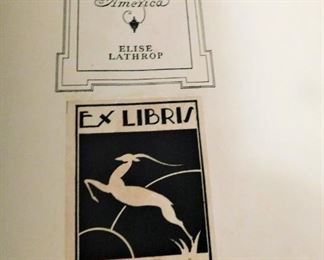 America
ELISE
LATHROP
EX LIBRIS